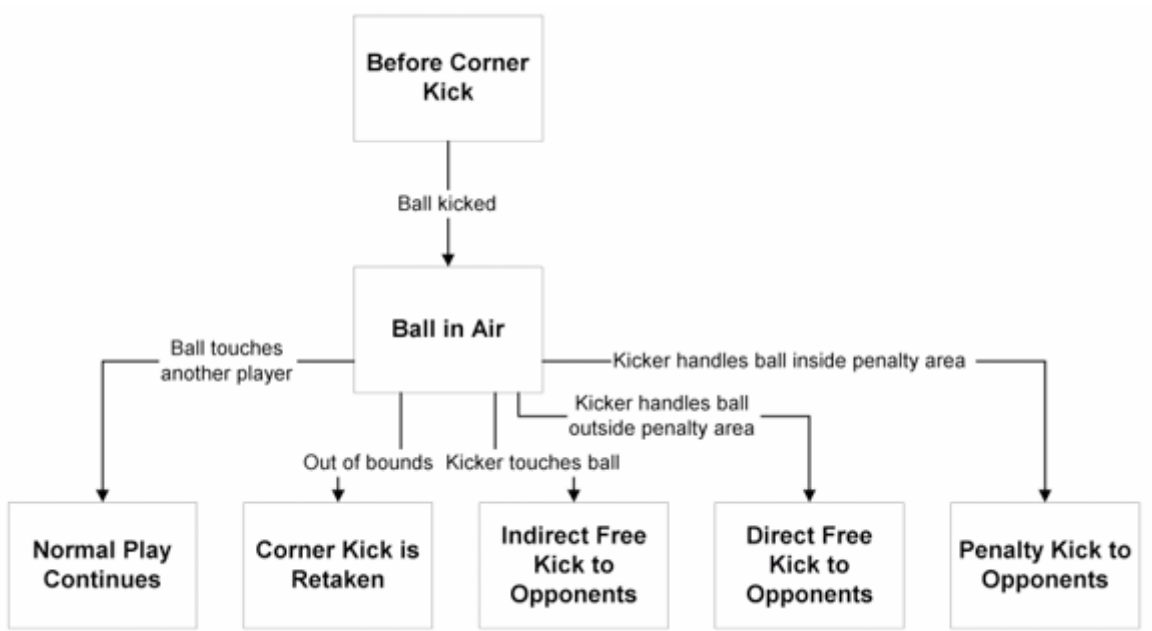 Before Corner
Kick
Ball kicked
Ball in Air
Ball touches
another player
Kicker handles ball inside penalty area
Kicker handles ball
outside penalty area
Out of bounds
Kicker touches ball
Normal Play
Continues
Corner Kick is
Retaken
Indirect Free
Kick to
Opponents
Direct Free
Kick to
Opponents
Penalty Kick to
Opponents